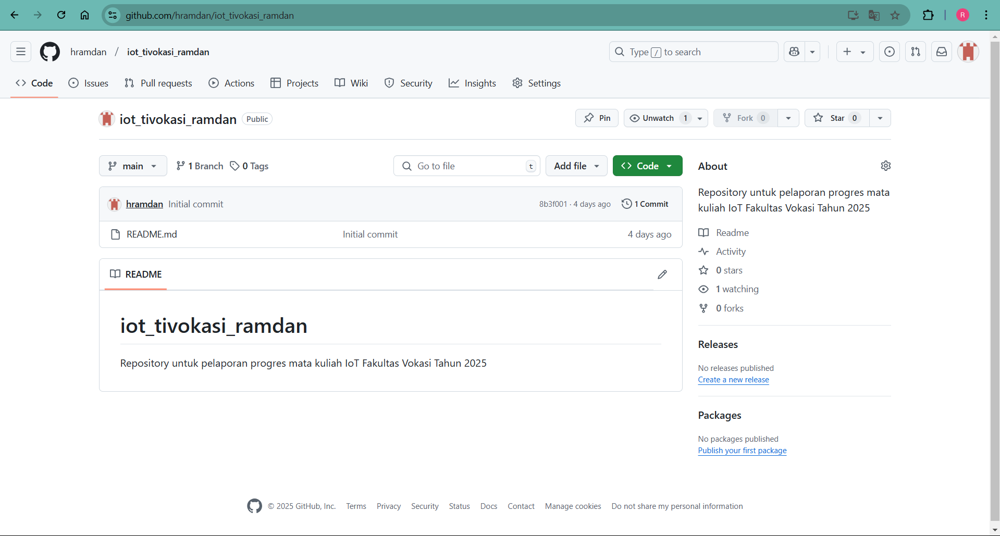 github.com/hramdan/iot_tivokasi_ramdan
R
hramdan / iot_tivokasi_ramdan
Type / to search
Code Issues Pull requests Actions Projects Wiki Security Insights Settings
iot_tivokasi_ramdan Public
Pin Unwatch 1 Fork 0 Star 0
main 1 Branch 0 Tags
Go to file t Add file Code
hramdan Initial commit 8b3f001 · 4 days ago 1 Commit
README.md Initial commit 4 days ago
README
iot_tivokasi_ramdan
Repository untuk pelaporan progres mata kuliah IoT Fakultas Vokasi Tahun 2025
About
Repository untuk pelaporan progres mata
kuliah IoT Fakultas Vokasi Tahun 2025
Readme
Activity
0 stars
1 watching
0 forks
Releases
No releases published
Create a new release
Packages
No packages published
Publish your first package
© 2025 GitHub, Inc. Terms Privacy Security Status Docs Contact Manage cookies Do not share my personal information